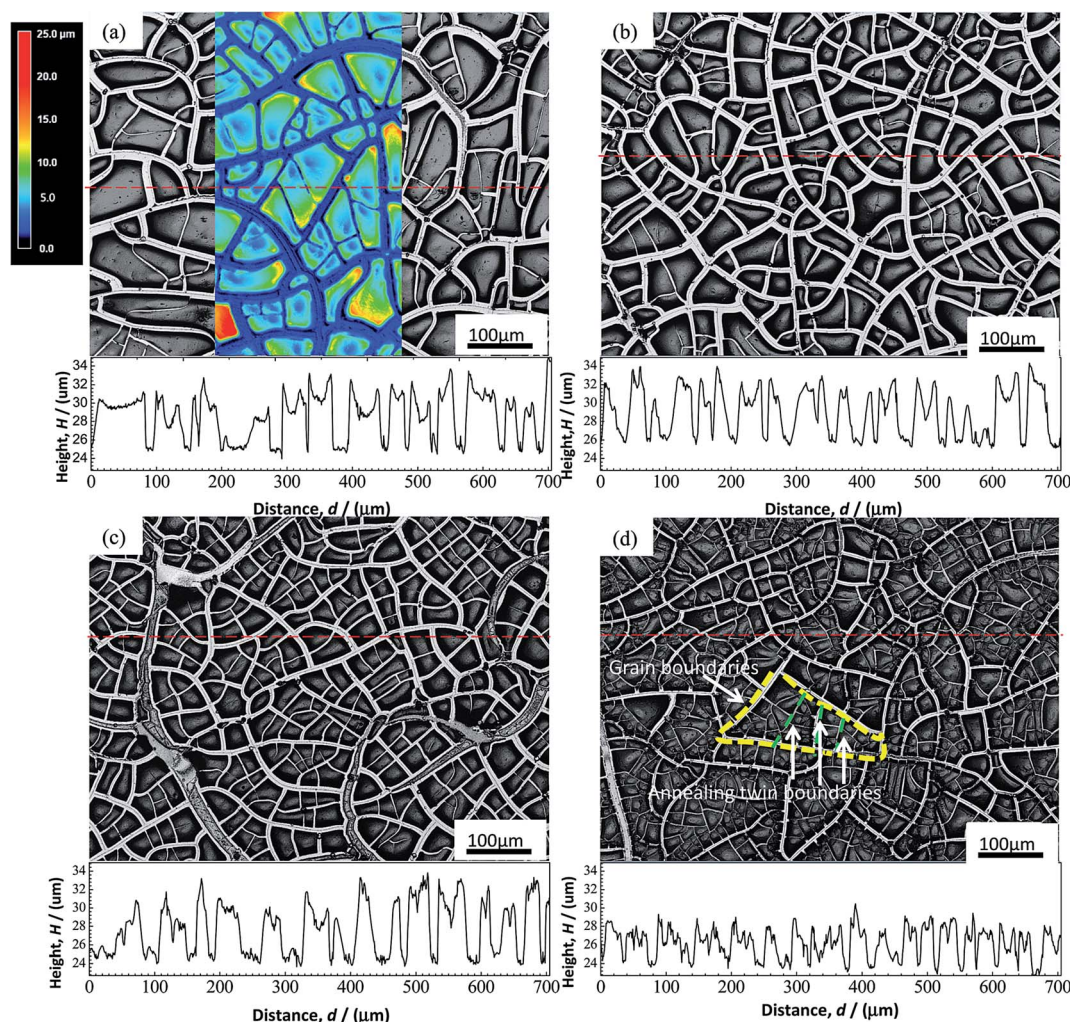 (a)
25.0 μm
20.0
15.0
10.0
5.0
0.0
100μm
Height, H / (um)
34
32
30
28
26
24
0 100 200 300 400 500 600 700
Distance, d / (μm)
(b)
100μm
Height,H / (um)
34
32
30
28
26
24
0 100 200 300 400 500 600 700
Distance, d / (μm)
(c)
100μm
Height, H / (um)
34
32
30
28
26
24
0 100 200 300 400 500 600 700
Distance, d / (μm)
(d)
Grain boundaries
Annealing twin boundaries
100μm
Height, H / (um)
34
32
30
28
26
24
0 100 200 300 400 500 600 700
Distance, d / (μm)